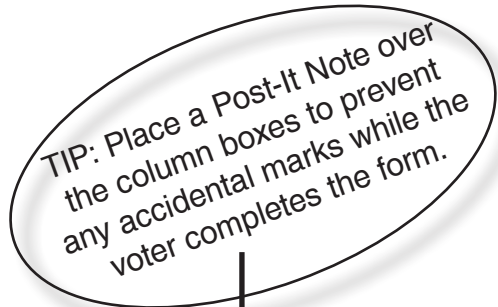 TIP: Place a Post-It Note over
the column boxes to prevent
any accidental marks while the
voter completes the form.